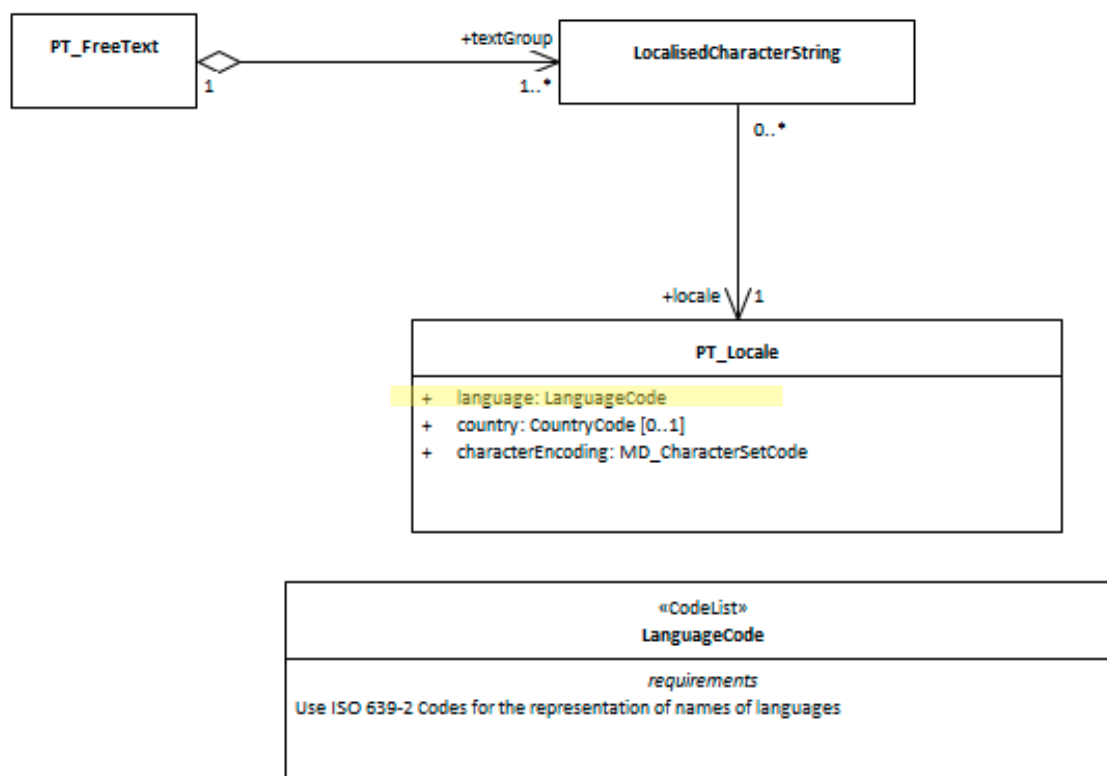 PT_FreeText
+textGroup
LocalisedCharacterString
1
1..*
0..*
+locale
1
PT_Locale
+ language: LanguageCode
+ country: CountryCode [0..1]
+ characterEncoding: MD_CharacterSetCode
«CodeList»
LanguageCode
requirements
Use ISO 639-2 Codes for the representation of names of languages